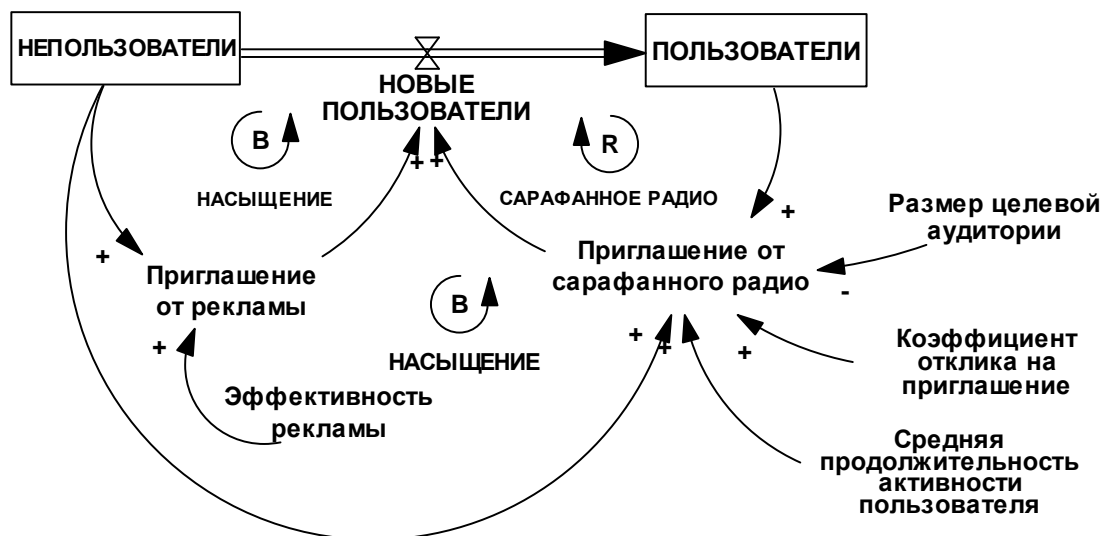 НЕПОЛЬЗОВАТЕЛИ
ПОЛЬЗОВАТЕЛИ
НОВЫЕ
ПОЛЬЗОВАТЕЛИ
B
R
НАСЫЩЕНИЕ
САРАФАННОЕ РАДИО
+
+
+
Размер целевой
аудитории
+
Приглашение
от рекламы
Приглашение от
сарафанного радио
-
B
НАСЫЩЕНИЕ
+
+
+
+
Коэффициент
отклика на
приглашение
Эффективность
рекламы
Средняя
продолжительность
активности
пользователя